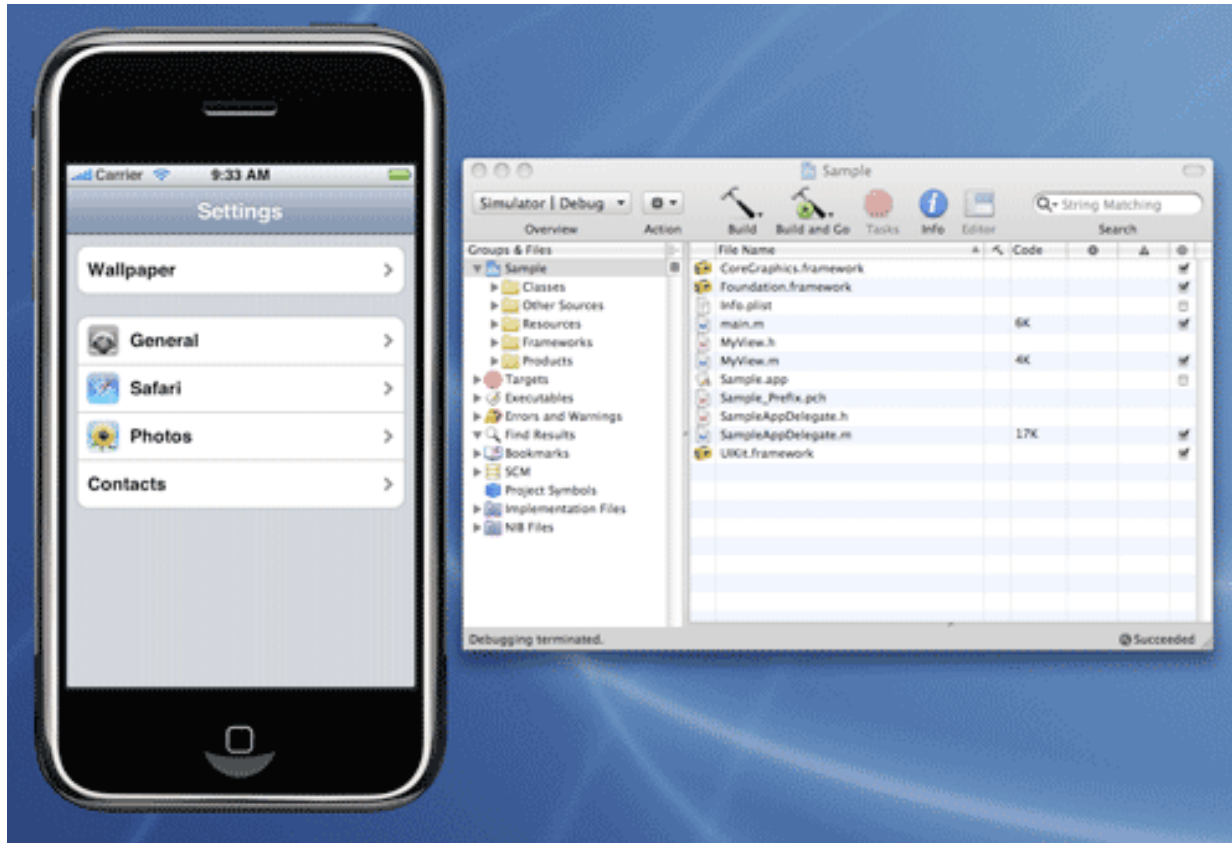 Carrier 9:33 AM
Settings
Wallpaper
General
Safari
Photos
Contacts
Sample
Simulator | Debug
String Matching
Overview Action Build Build and Go Tasks Info Editor Search
Groups & Files
Sample
Classes
Other Sources
Resources
Frameworks
Products
Targets
Executables
Errors and Warnings
Find Results
Bookmarks
SCM
Project Symbols
Implementation Files
NIB Files
File Name Code
CoreGraphics.framework
Foundation.framework
Info.plist
main.m 6K
MyView.h
MyView.m 4K
Sample.app
Sample_Prefix.pch
SampleAppDelegate.h
SampleAppDelegate.m 17K
UIKit.framework
Debugging terminated. Succeeded